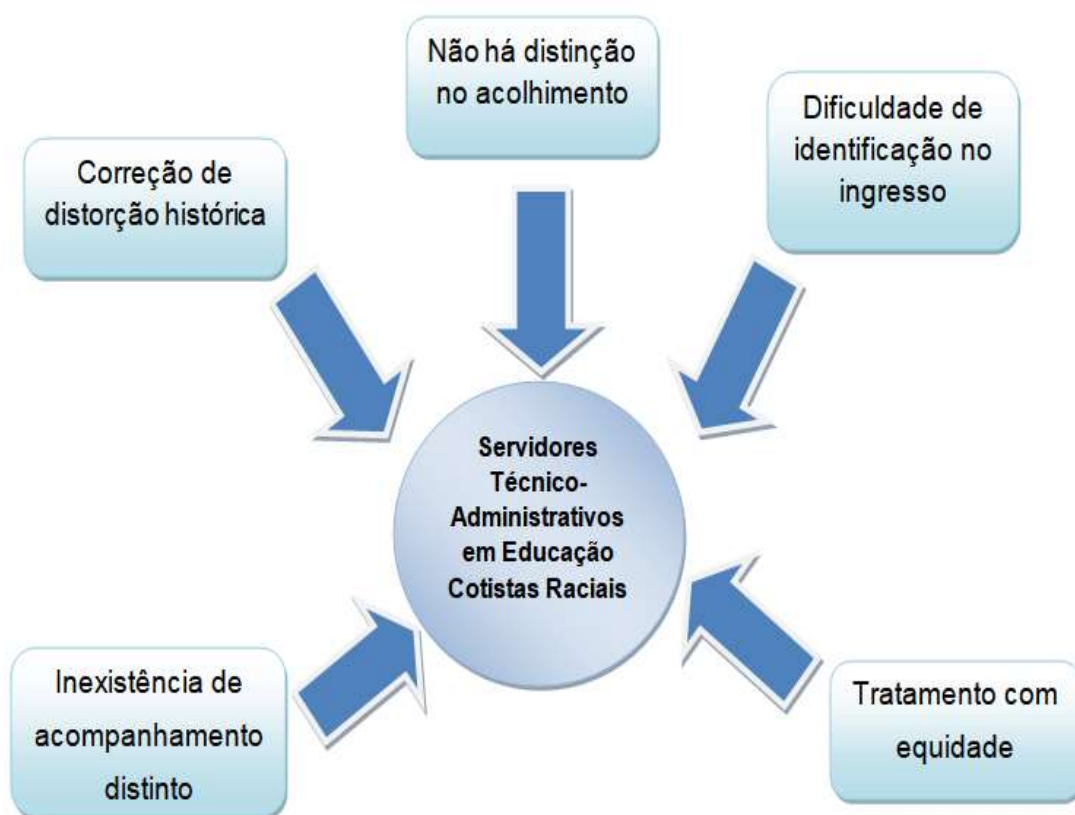 Não há distinção
no acolhimento
Dificuldade de
identificação no
ingresso
Correção de
distorção histórica
Servidores
Técnico-
Administrativos
em Educação
Cotistas Raciais
Inexistência de
acompanhamento
distinto
Tratamento com
equidade